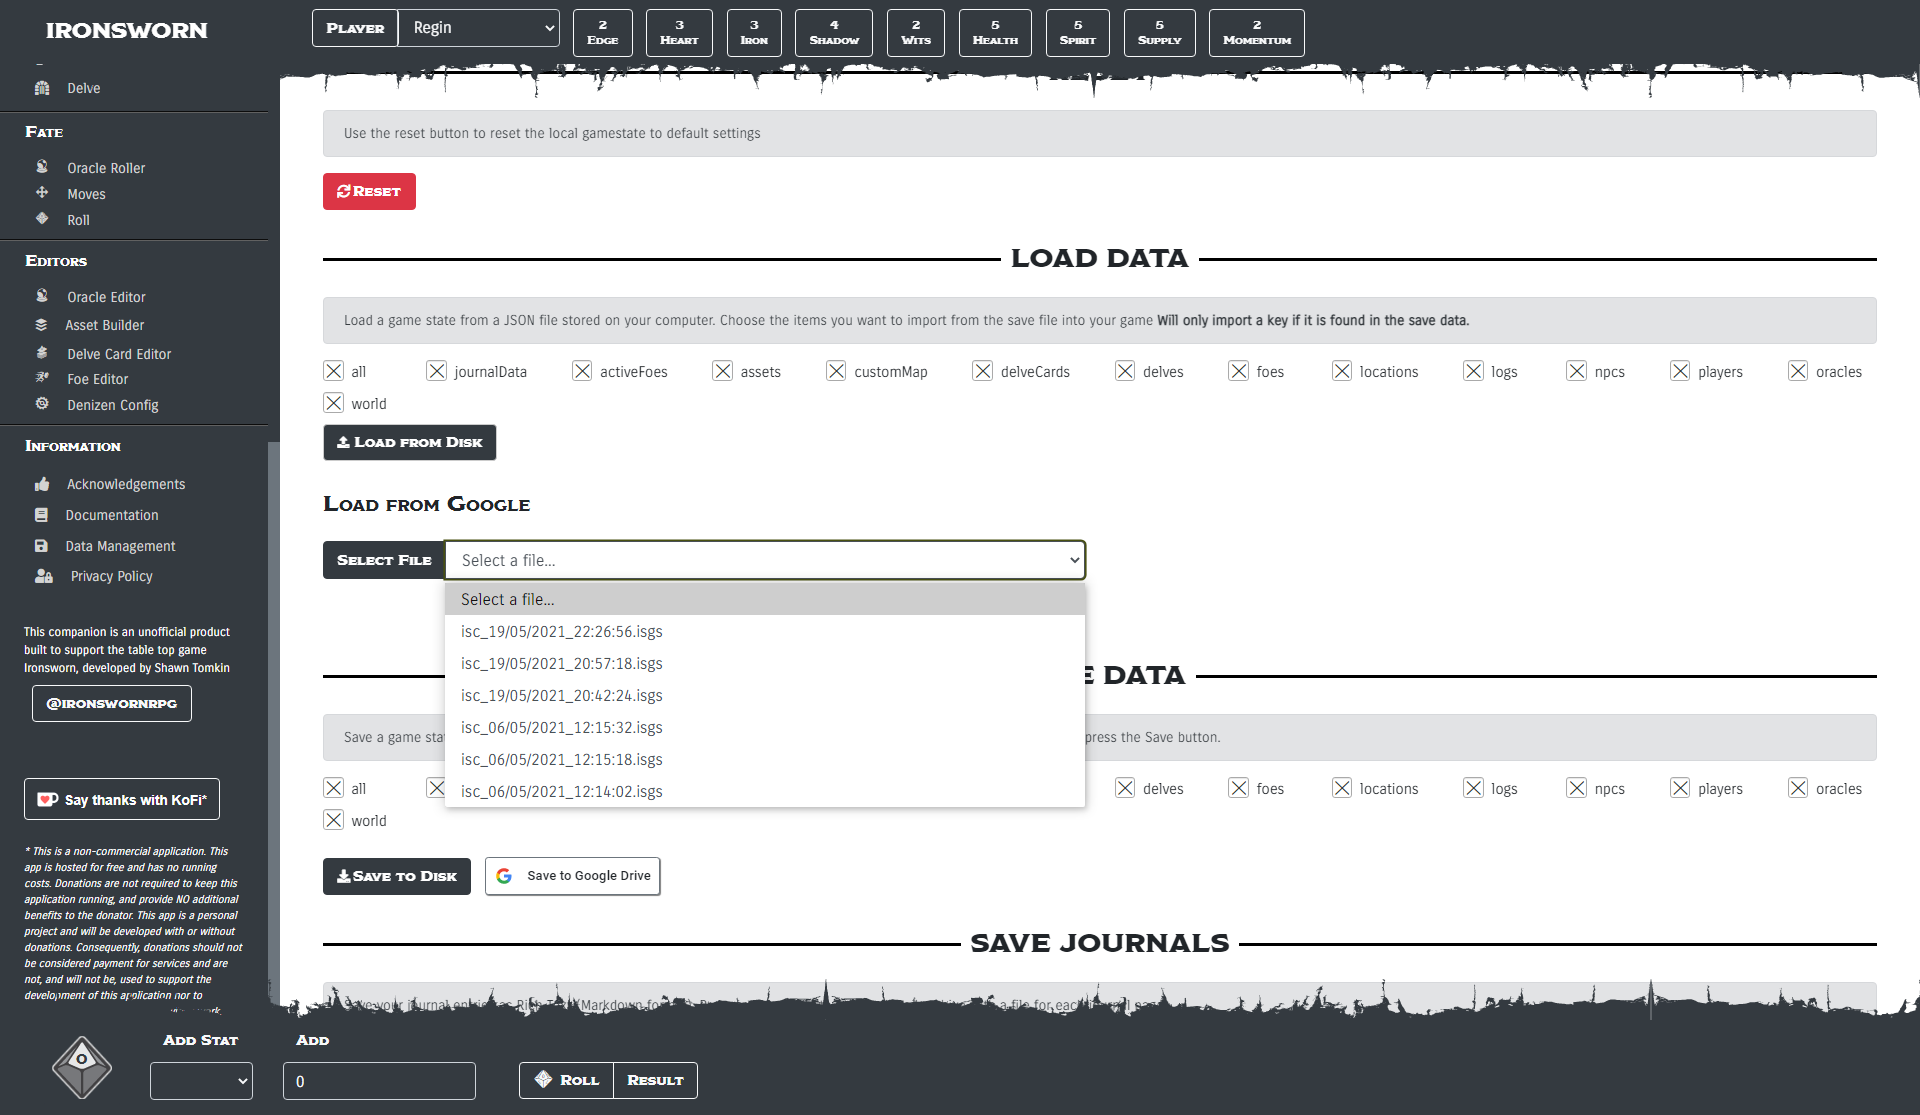 IRONSWORN
Player Regin
2 Edge
3 Heart
3 Iron
4 Shadow
2 Wits
5 Health
5 Spirit
5 Supply
2 Momentum
Delve
Fate
Oracle Roller
Moves
Roll
Editors
Oracle Editor
Asset Builder
Delve Card Editor
Foe Editor
Denizen Config
Information
Acknowledgements
Documentation
Data Management
Privacy Policy
This companion is an unofficial product
built to support the table top game
Ironsworn, developed by Shawn Tomkin
@IronswornRPG
Say thanks with KoFi*
* This is a non-commercial application. This
app is hosted for free and has no running
costs. Donations are not required to keep this
application running, and provide NO additional
benefits to the donator. This app is a personal
project and will be developed with or without
donations. Consequently, donations should not
be considered payment for services and are
not, and will not be, used to support the
development of this application nor to
Use the reset button to reset the local gamestate to default settings
Reset
LOAD DATA
Load a game state from a JSON file stored on your computer. Choose the items you want to import from the save file into your game Will only import a key if it is found in the save data.
all journalData activeFoes assets customMap delveCards delves foes locations logs npcs players oracles
world
Load from Disk
Load from Google
Select File Select a file...
Select a file...
isc_19/05/2021_22:26:56.isgs
isc_19/05/2021_20:57:18.isgs
isc_19/05/2021_20:42:24.isgs
isc_06/05/2021_12:15:32.isgs
isc_06/05/2021_12:15:18.isgs
isc_06/05/2021_12:14:02.isgs
E DATA
Save a game sta press the Save button.
all delves foes locations logs npcs players oracles
world
Save to Disk Save to Google Drive
SAVE JOURNALS
your journal (Markdown a file for each
Add Stat Add
0 0
Roll Result